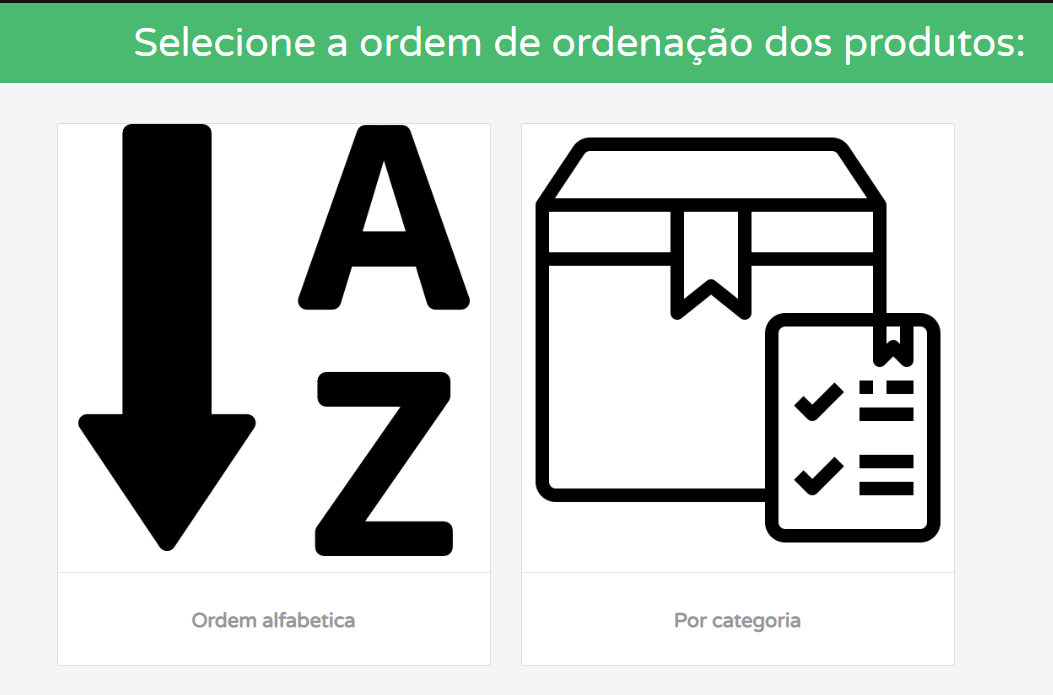 Selecione a ordem de ordenação dos produtos:
A
Z
Ordem alfabetica
Por categoria